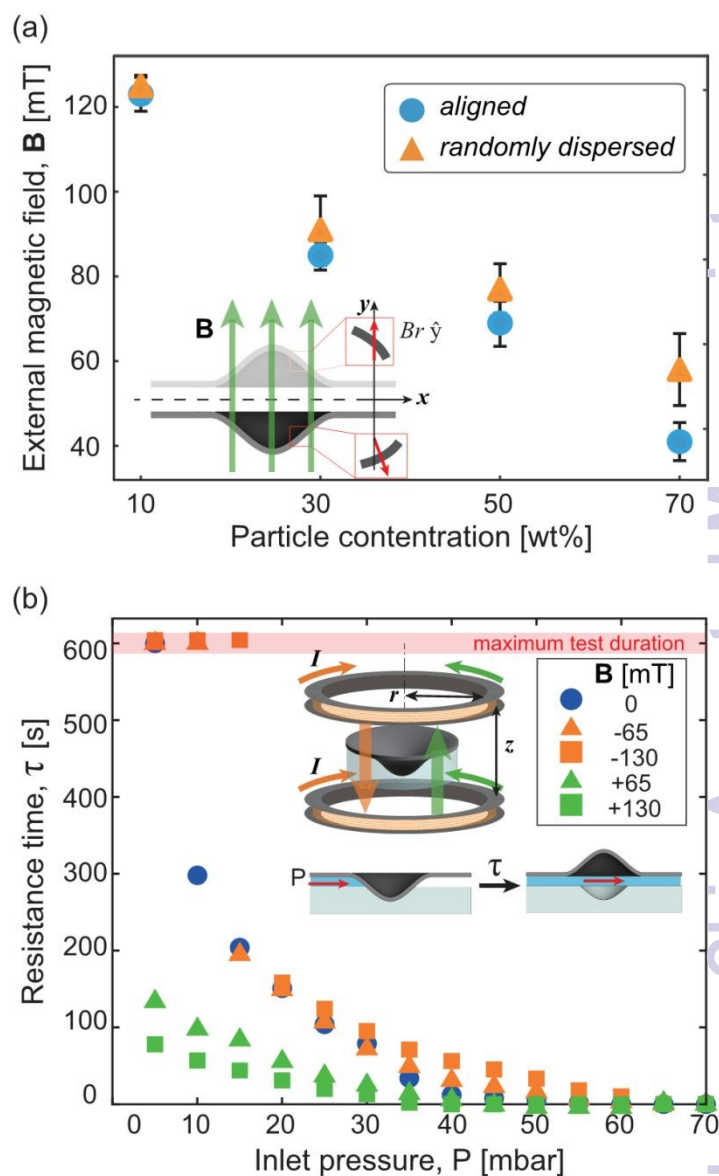 (a)
External magnetic field, B [mT]
120
100
80
60
40
aligned
randomly dispersed
B
y
Br ŷ
x
10
30
50
70
Particle contentration [wt%]
(b)
Resistance time, τ [s]
600
500
400
300
200
100
0
maximum test duration
B [mT]
0
-65
-130
+65
+130
I
r
z
I
P
τ
0
10
20
30
40
50
60
70
Inlet pressure, P [mbar]